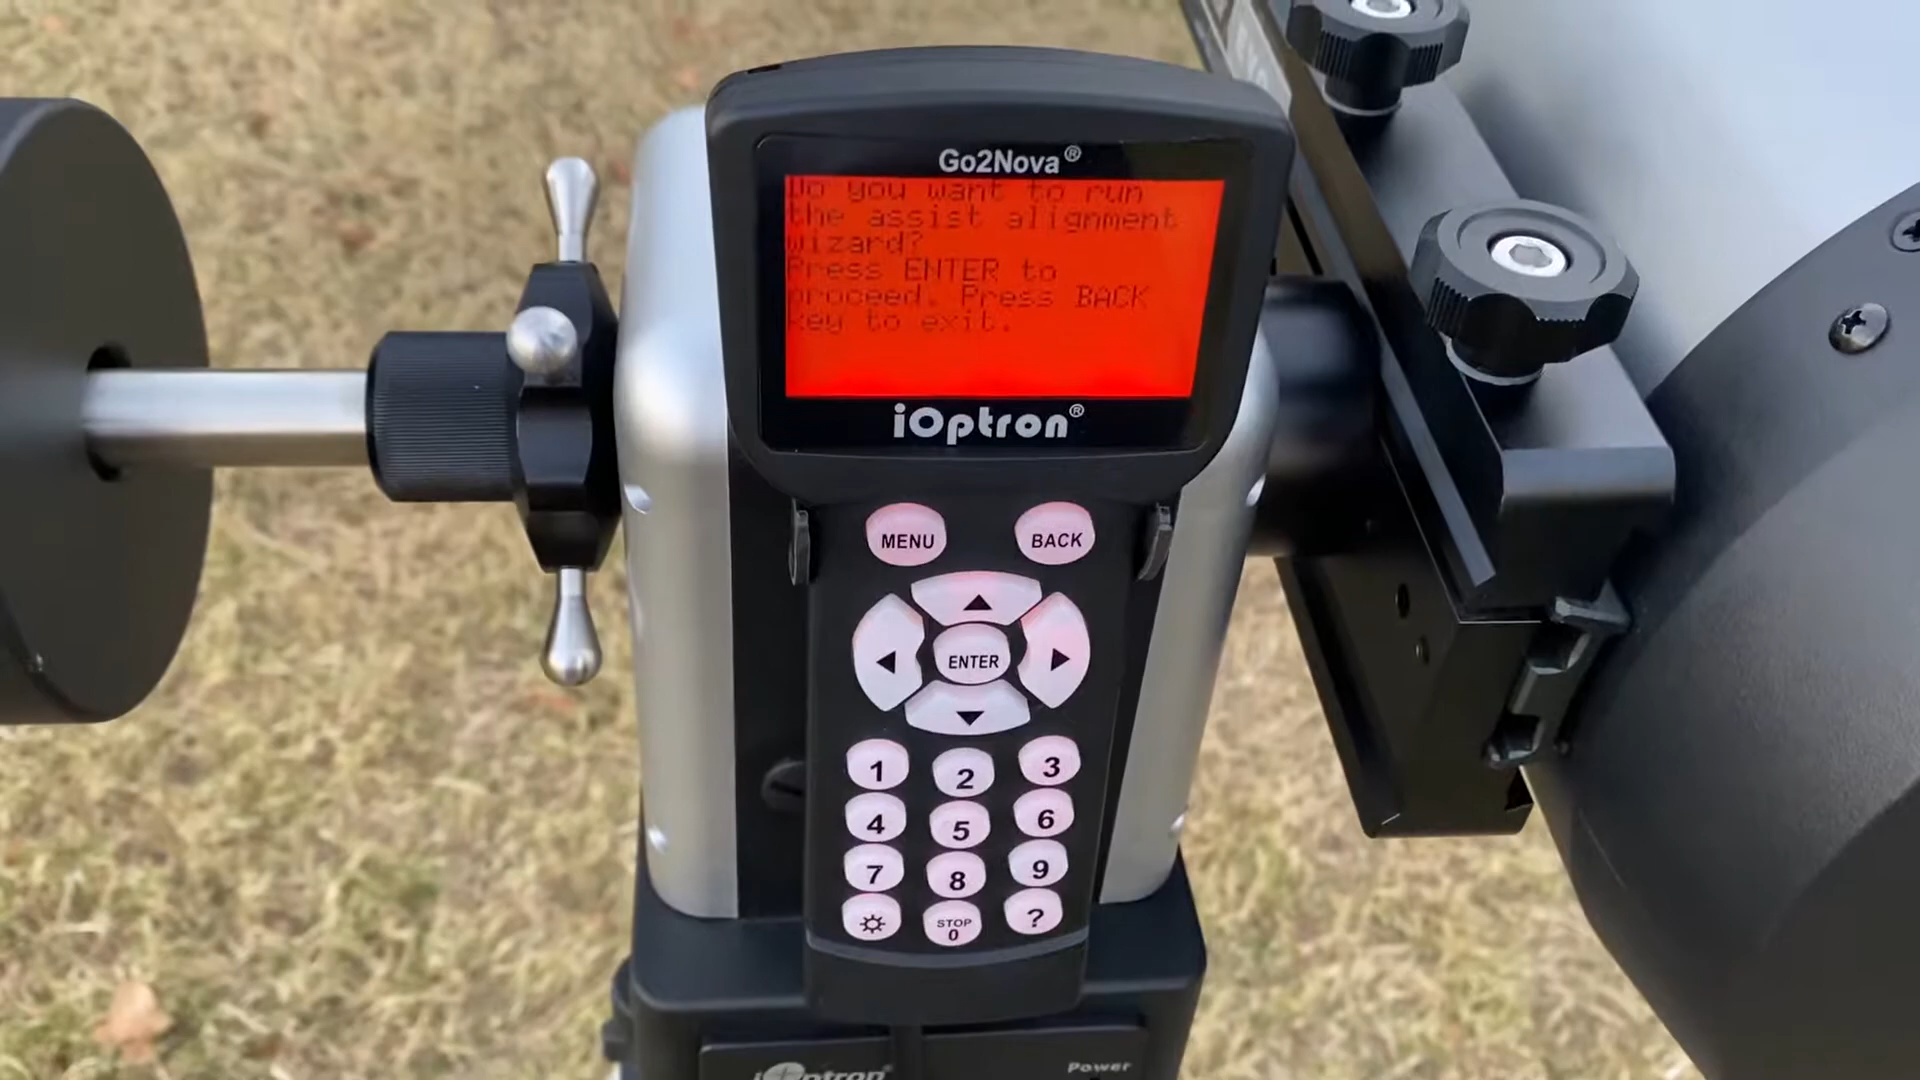 Go2Nova®
Do you want to run
the assist alignment
wizard?
Press ENTER to
proceed. Press BACK
key to exit.
iOptron®
MENU BACK
ENTER
1 2 3
4 5 6
7 8 9
STOP
0 ?
iOptron®
Power